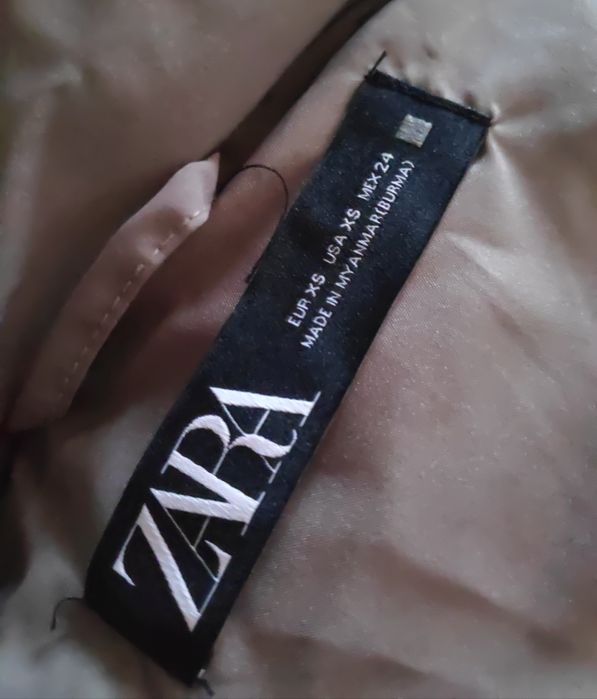 ZARA
EUR XS USA XS MEX 24
MADE IN MYANMAR(BURMA)